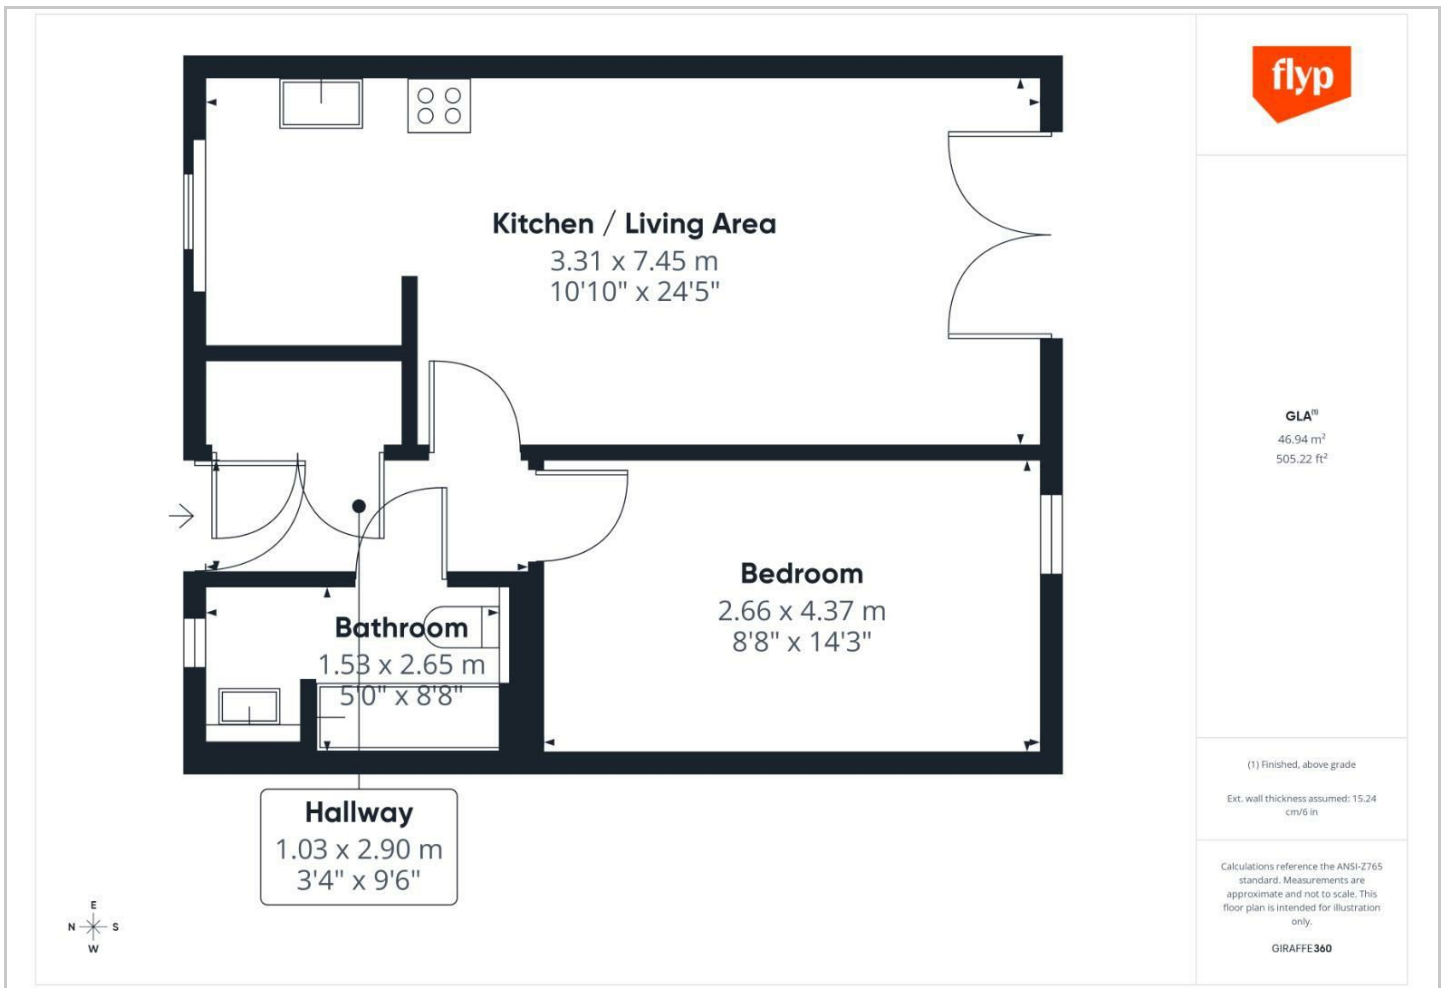 flyp
Kitchen / Living Area
3.31 x 7.45 m
10'10" x 24'5"
GLA⁽¹⁾
46.94 m²
505.22 ft²
Bedroom
2.66 x 4.37 m
8'8" x 14'3"
Bathroom
1.53 x 2.65 m
5'0" x 8'8"
Hallway
1.03 x 2.90 m
3'4" x 9'6"
(1) Finished, above grade
Ext. wall thickness assumed: 15.24
cm/6 in
Calculations reference the ANSI-Z765
standard. Measurements are
approximate and not to scale. This
floor plan is intended for illustration
only.
GIRAFFE360
E
N S
W